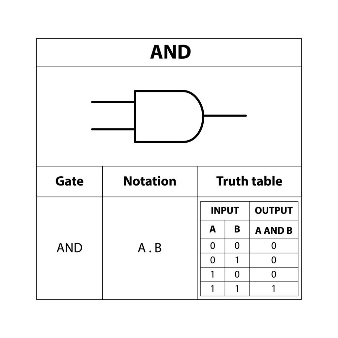 AND
Gate Notation Truth table
AND A . B
INPUT OUTPUT
A B A AND B
0 0 0
0 1 0
1 0 0
1 1 1